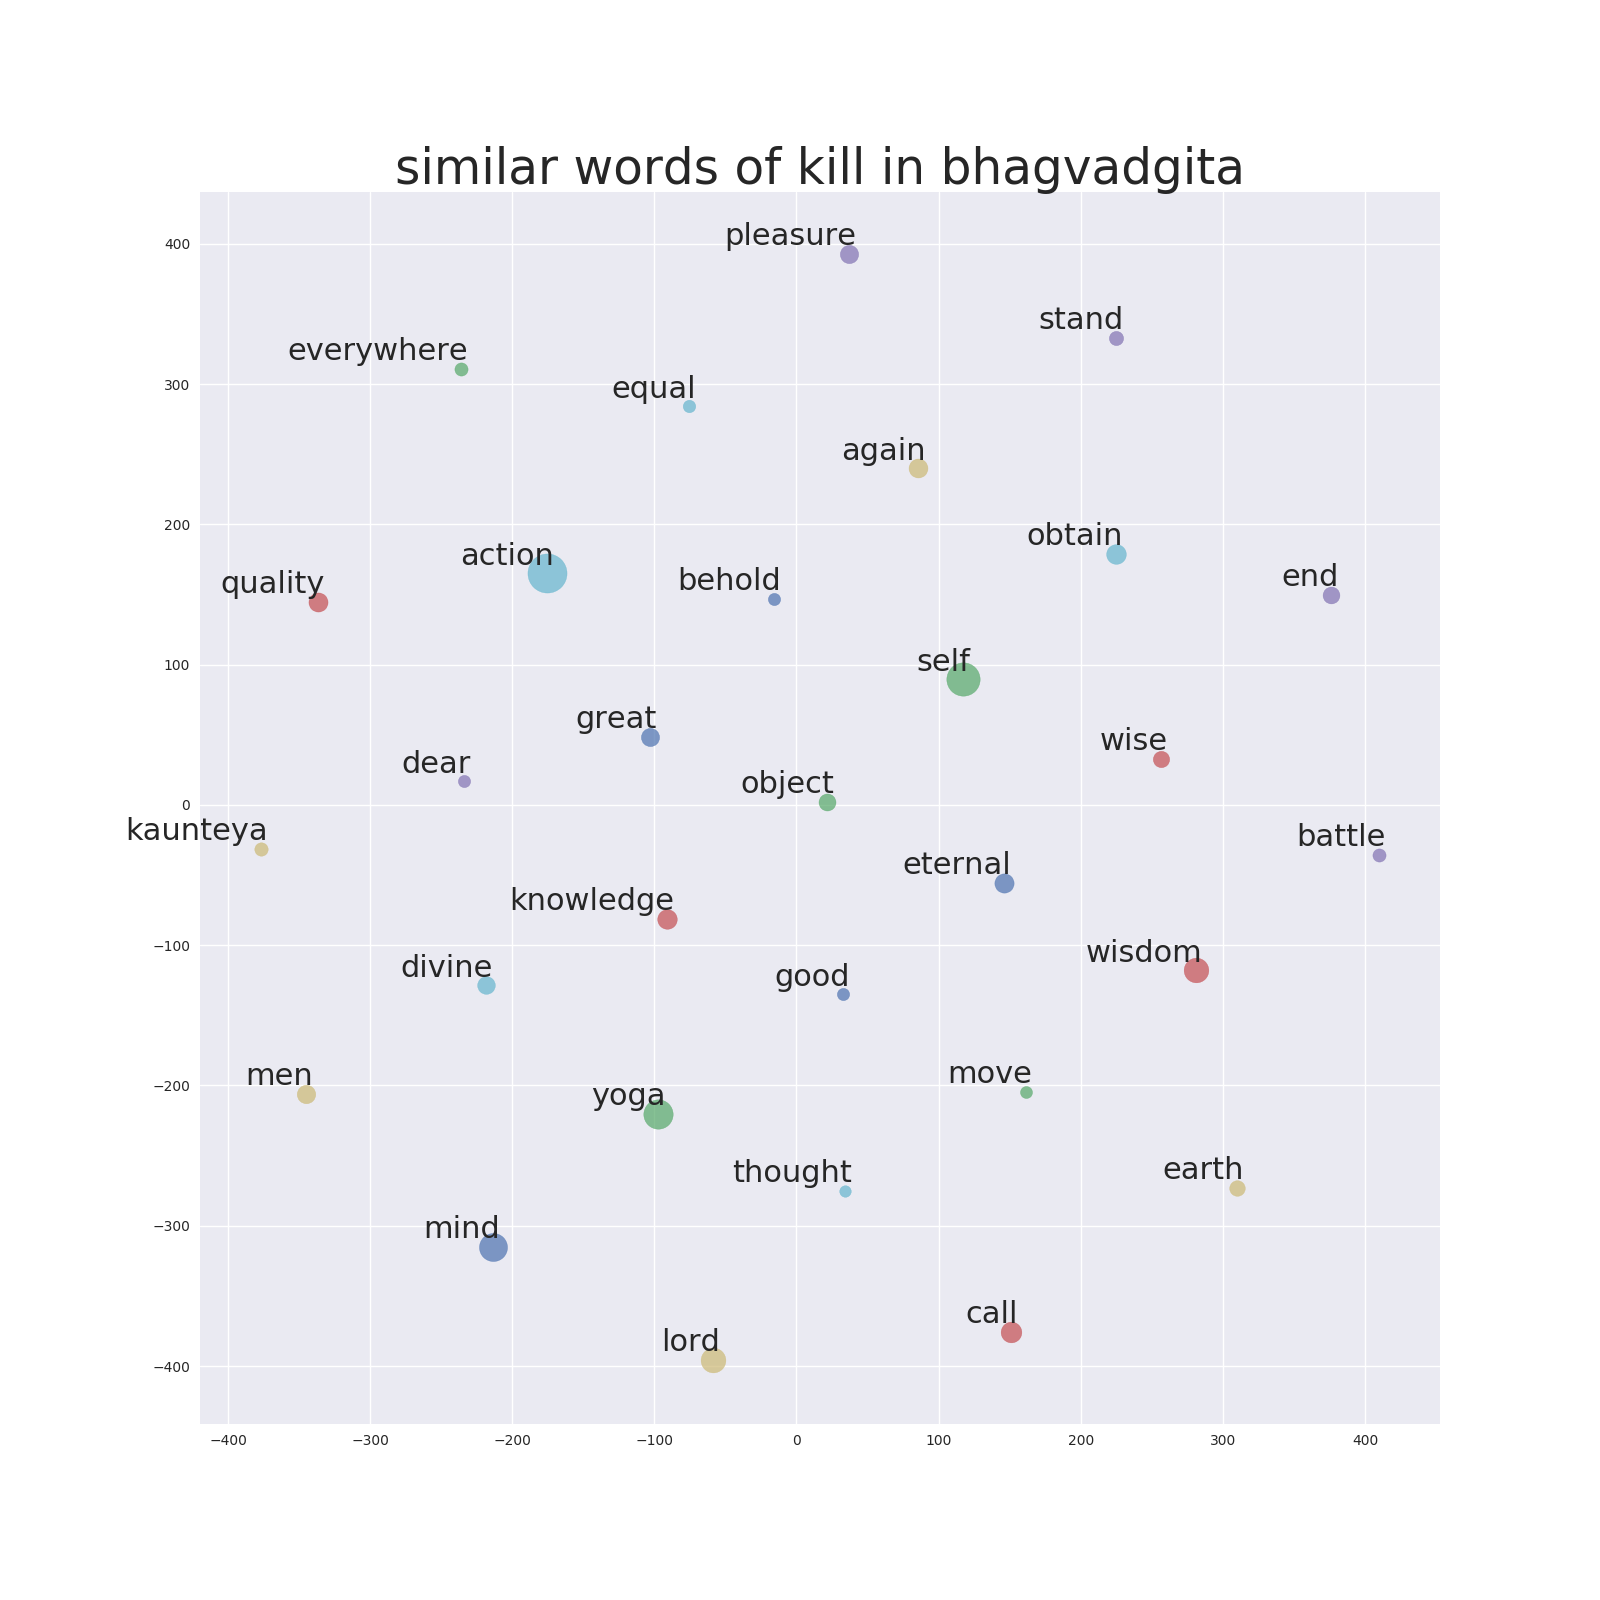 similar words of kill in bhagvadgita
pleasure
stand
everywhere
equal
again
obtain
action
end
behold
quality
self
great
wise
dear
object
kaunteya
battle
eternal
knowledge
wisdom
divine
good
move
men
yoga
earth
thought
mind
call
lord
400
300
200
100
0
−100
−200
−300
−400
−400 −300 −200 −100 0 100 200 300 400